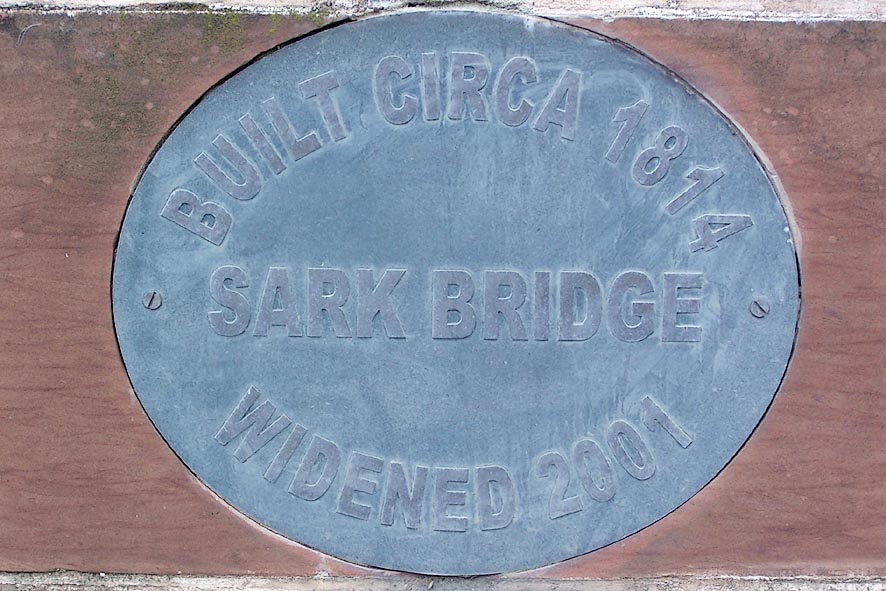 BUILT CIRCA 1814
SARK BRIDGE
WIDENED 2001